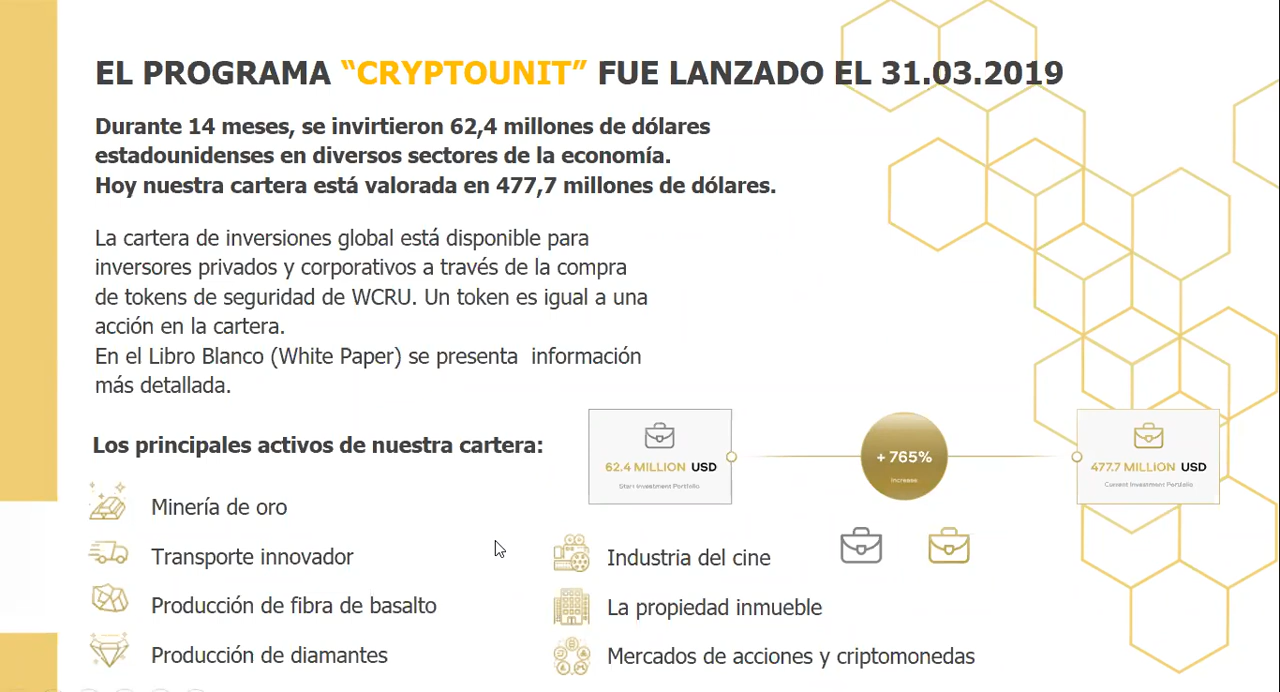 EL PROGRAMA “CRYPTOUNIT” FUE LANZADO EL 31.03.2019
Durante 14 meses, se invirtieron 62,4 millones de dólares
estadounidenses en diversos sectores de la economía.
Hoy nuestra cartera está valorada en 477,7 millones de dólares.
La cartera de inversiones global está disponible para
inversores privados y corporativos a través de la compra
de tokens de seguridad de WCRU. Un token es igual a una
acción en la cartera.
En el Libro Blanco (White Paper) se presenta información
más detallada.
Los principales activos de nuestra cartera:
Minería de oro
Transporte innovador
Producción de fibra de basalto
Producción de diamantes
62.4 MILLION USD
Start Investment Portfolio
+ 765%
Increase
477.7 MILLION USD
Current Investment Portfolio
Industria del cine
La propiedad inmueble
Mercados de acciones y criptomonedas